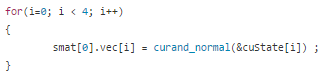 for(i=0; i < 4; i++)
{
        smat[0].vec[i] = curand_normal(&cuState[i]) ;
}